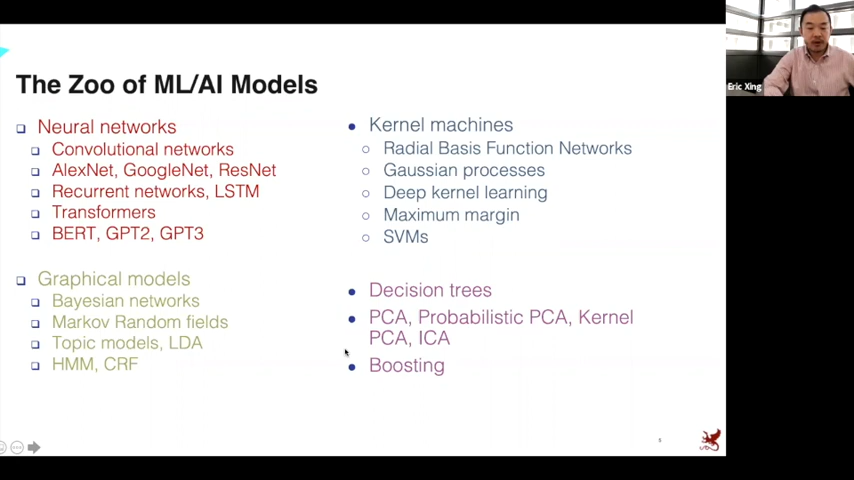 The Zoo of ML/AI Models
Neural networks
Convolutional networks
AlexNet, GoogleNet, ResNet
Recurrent networks, LSTM
Transformers
BERT, GPT2, GPT3
Graphical models
Bayesian networks
Markov Random fields
Topic models, LDA
HMM, CRF
Kernel machines
Radial Basis Function Networks
Gaussian processes
Deep kernel learning
Maximum margin
SVMs
Decision trees
PCA, Probabilistic PCA, Kernel
PCA, ICA
Boosting
5
Eric Xing